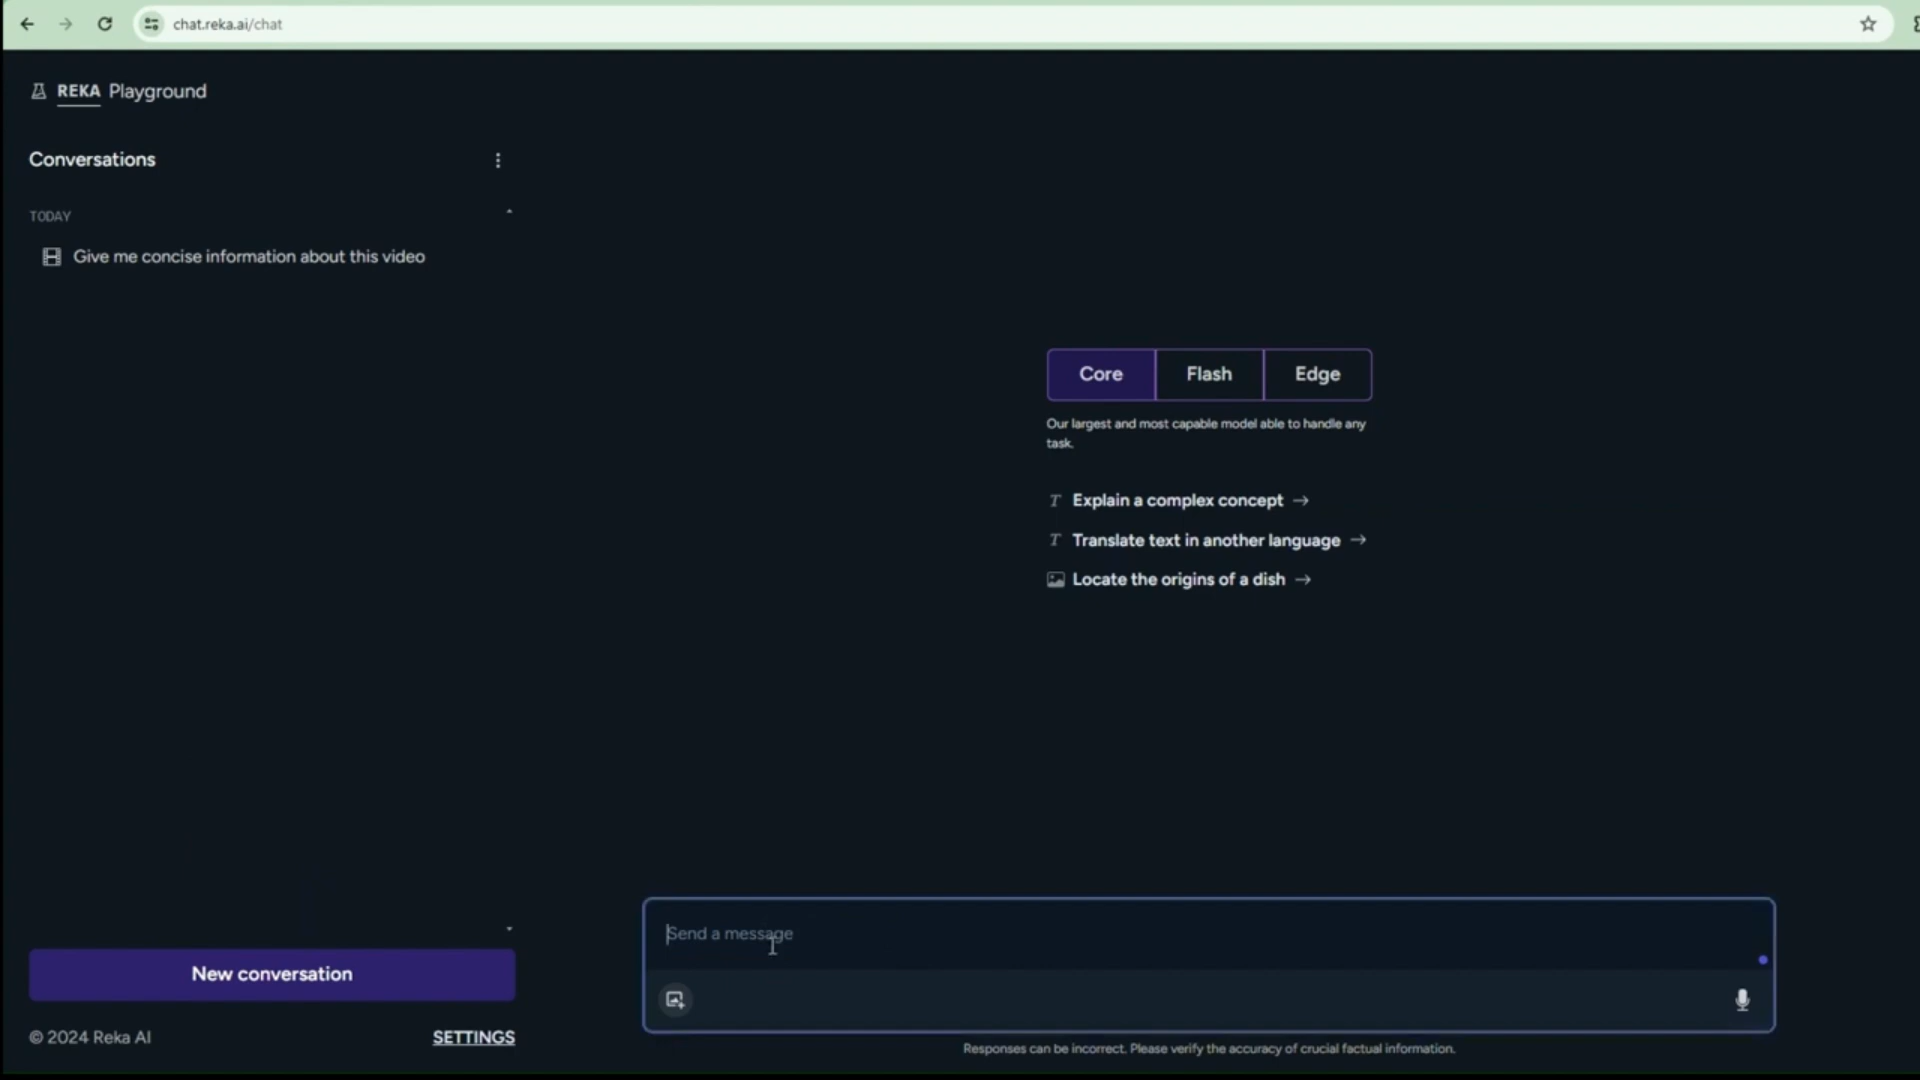 chat.reka.ai/chat
REKA Playground
Conversations
TODAY
Give me concise information about this video
Core Flash Edge
Our largest and most capable model able to handle any
task.
Explain a complex concept →
Translate text in another language →
Locate the origins of a dish →
Send a message
New conversation
© 2024 Reka AI SETTINGS
Responses can be incorrect. Please verify the accuracy of crucial factual information.